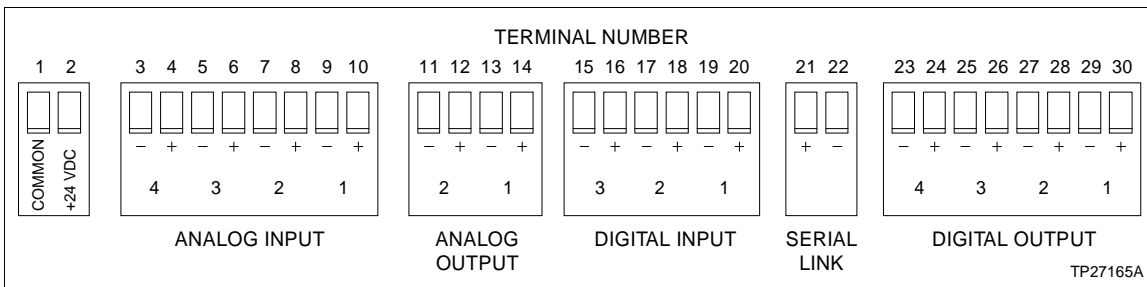 TERMINAL NUMBER
1 2 3 4 5 6 7 8 9 10 11 12 13 14 15 16 17 18 19 20 21 22 23 24 25 26 27 28 29 30
COMMON
+24 VDC
− + − + − + − + − + − + − + − + − + + − − + − + − + − +
4 3 2 1 2 1 3 2 1 4 3 2 1
ANALOG INPUT
ANALOG
OUTPUT
DIGITAL INPUT
SERIAL
LINK
DIGITAL OUTPUT
TP27165A